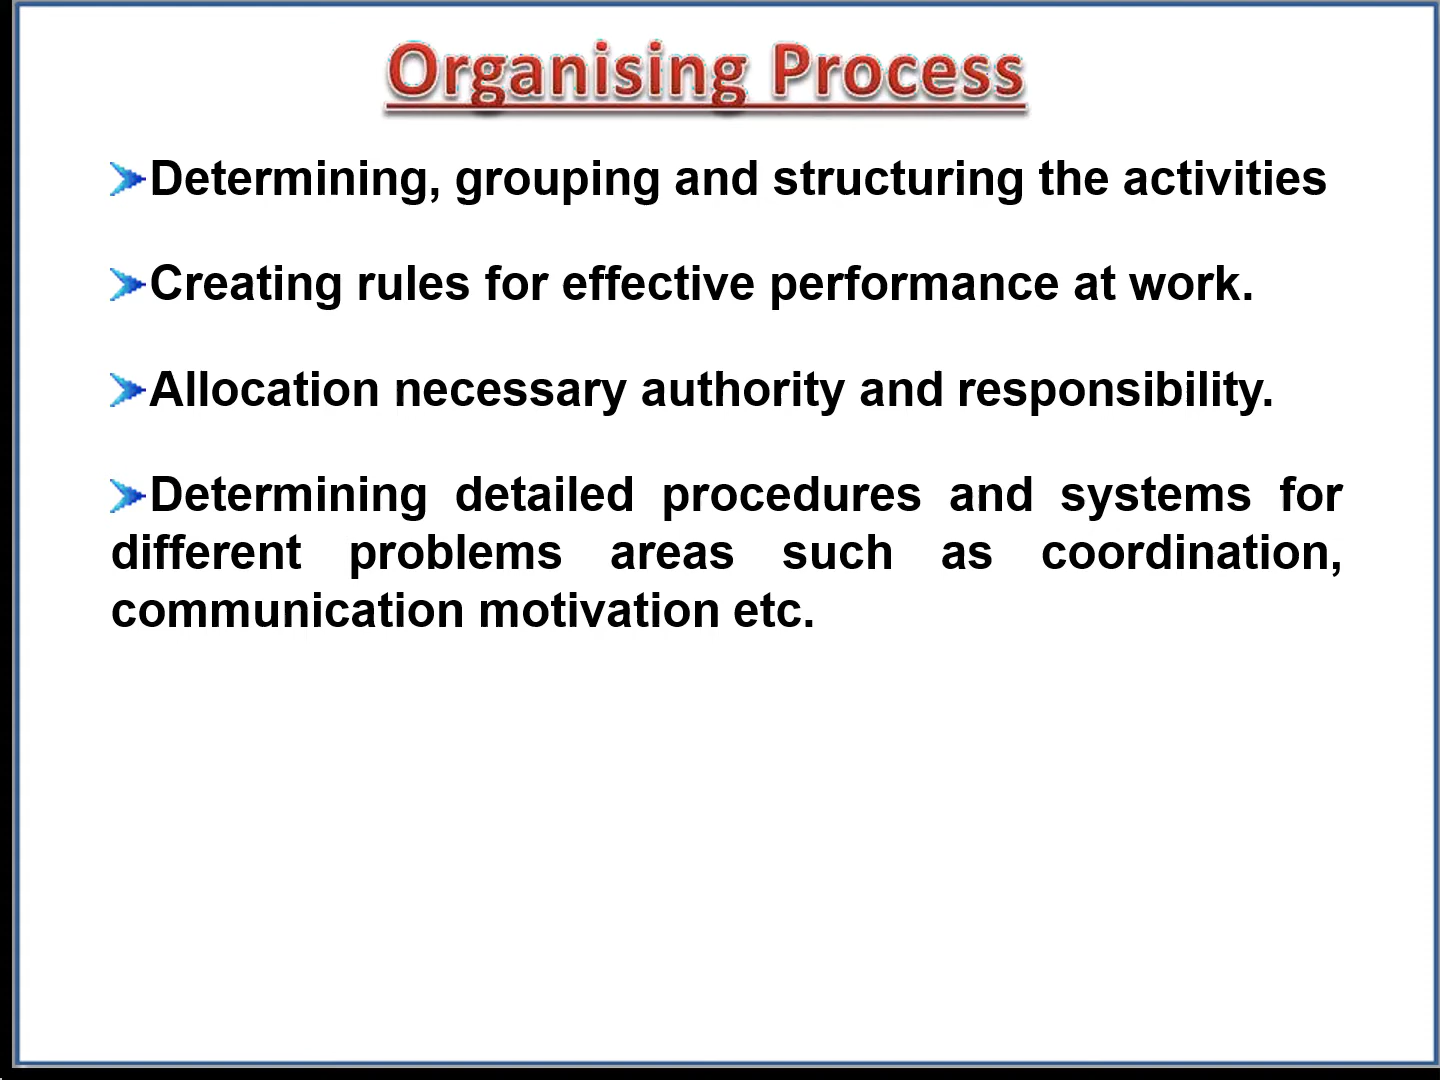 Organising Process
Determining, grouping and structuring the activities
Creating rules for effective performance at work.
Allocation necessary authority and responsibility.
Determining detailed procedures and systems for
different problems areas such as coordination,
communication motivation etc.